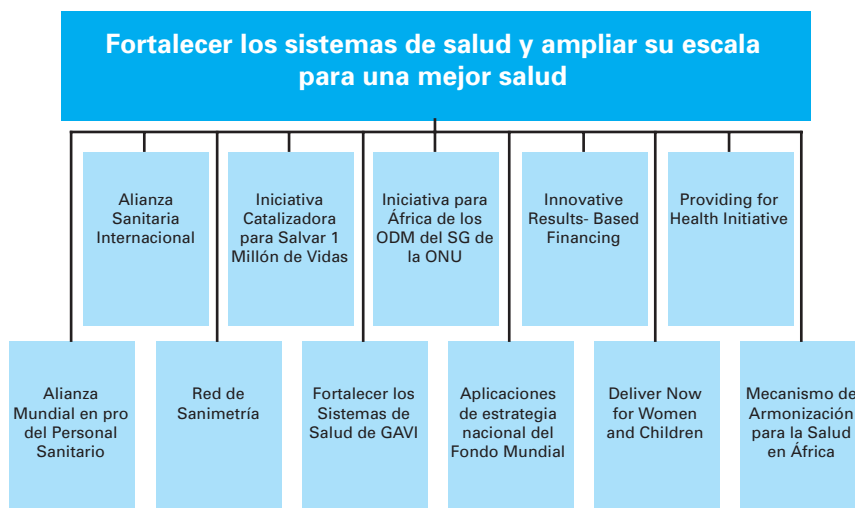 Fortalecer los sistemas de salud y ampliar su escala
para una mejor salud
Alianza
Sanitaria
Internacional
Iniciativa
Catalizadora
para Salvar 1
Millón de Vidas
Iniciativa para
África de los
ODM del SG de
la ONU
Innovative
Results- Based
Financing
Providing for
Health Initiative
Alianza
Mundial en pro
del Personal
Sanitario
Red de
Sanimetría
Fortalecer los
Sistemas de
Salud de GAVI
Aplicaciones
de estrategia
nacional del
Fondo Mundial
Deliver Now
for Women
and Children
Mecanismo de
Armonización
para la Salud
en África